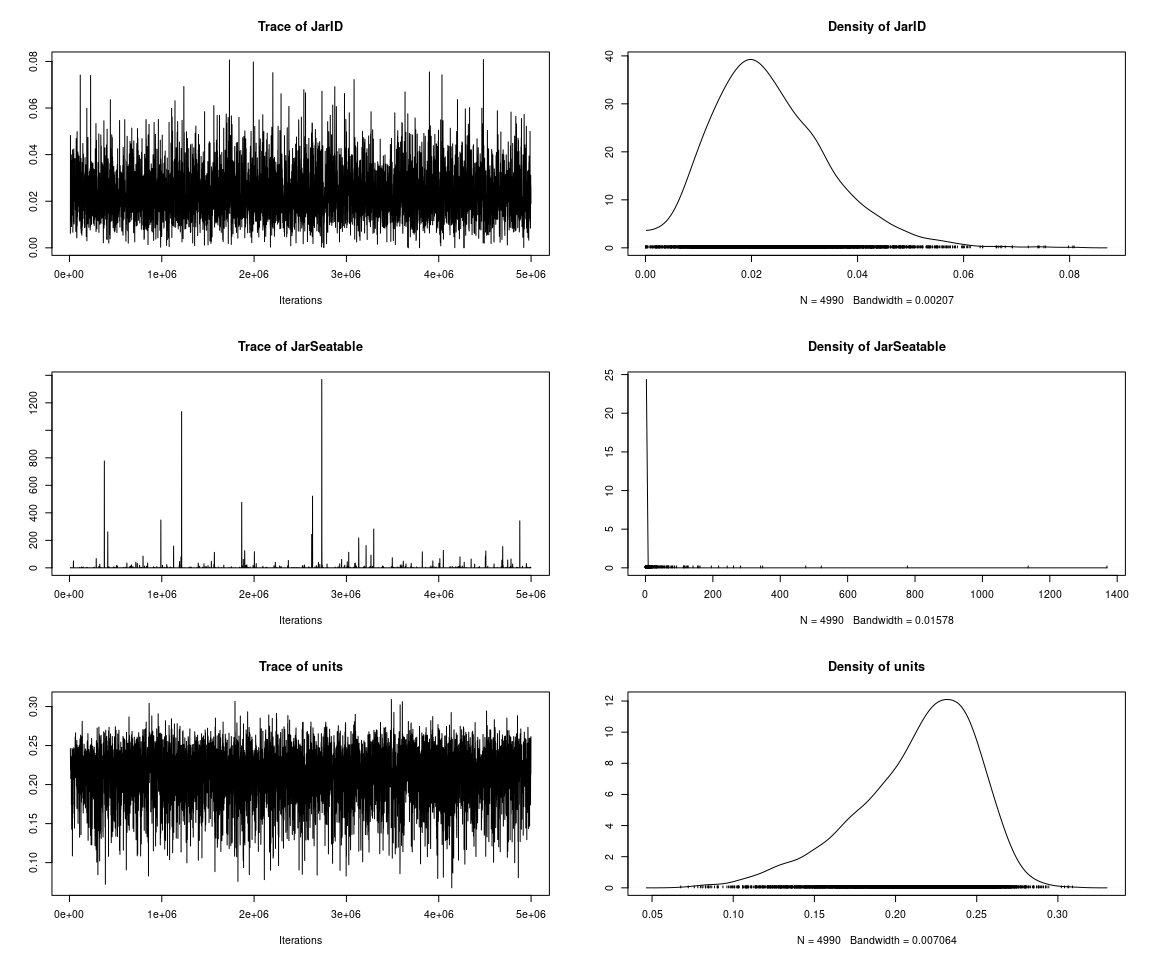 Trace of JarID
0.08
0.06
0.04
0.02
0.00
0e+00 1e+06 2e+06 3e+06 4e+06 5e+06
Iterations
Density of JarID
40
30
20
10
0
0.00 0.02 0.04 0.06 0.08
N = 4990 Bandwidth = 0.00207
Trace of JarSeatable
1200
800
600
400
200
0
0e+00 1e+06 2e+06 3e+06 4e+06 5e+06
Iterations
Density of JarSeatable
25
20
15
10
5
0
0 200 400 600 800 1000 1200 1400
N = 4990 Bandwidth = 0.01578
Trace of units
0.30
0.25
0.20
0.15
0.10
0e+00 1e+06 2e+06 3e+06 4e+06 5e+06
Iterations
Density of units
12
10
8
6
4
2
0
0.05 0.10 0.15 0.20 0.25 0.30
N = 4990 Bandwidth = 0.007064